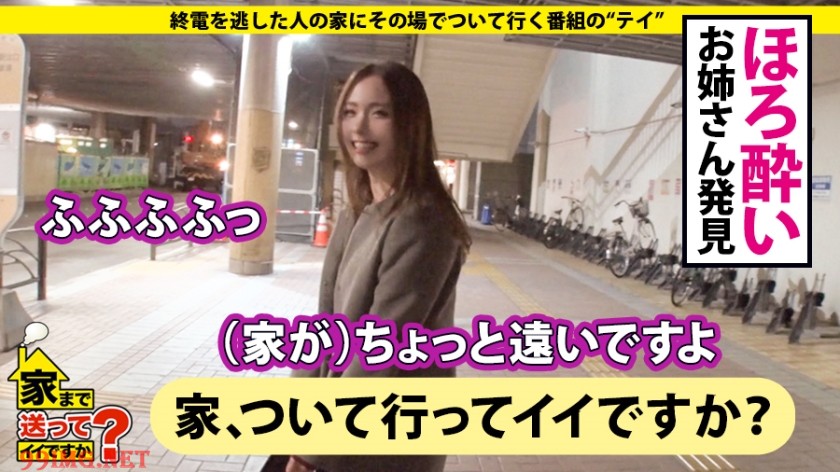 終電を逃した人の家にその場でついて行く番組の“テイ”
ほろ酔い
お姉さん発見
ふふふふっ
(家が)ちょっと遠いですよ
家、ついて行ってイイですか?
家まで
送って
イイですか
?